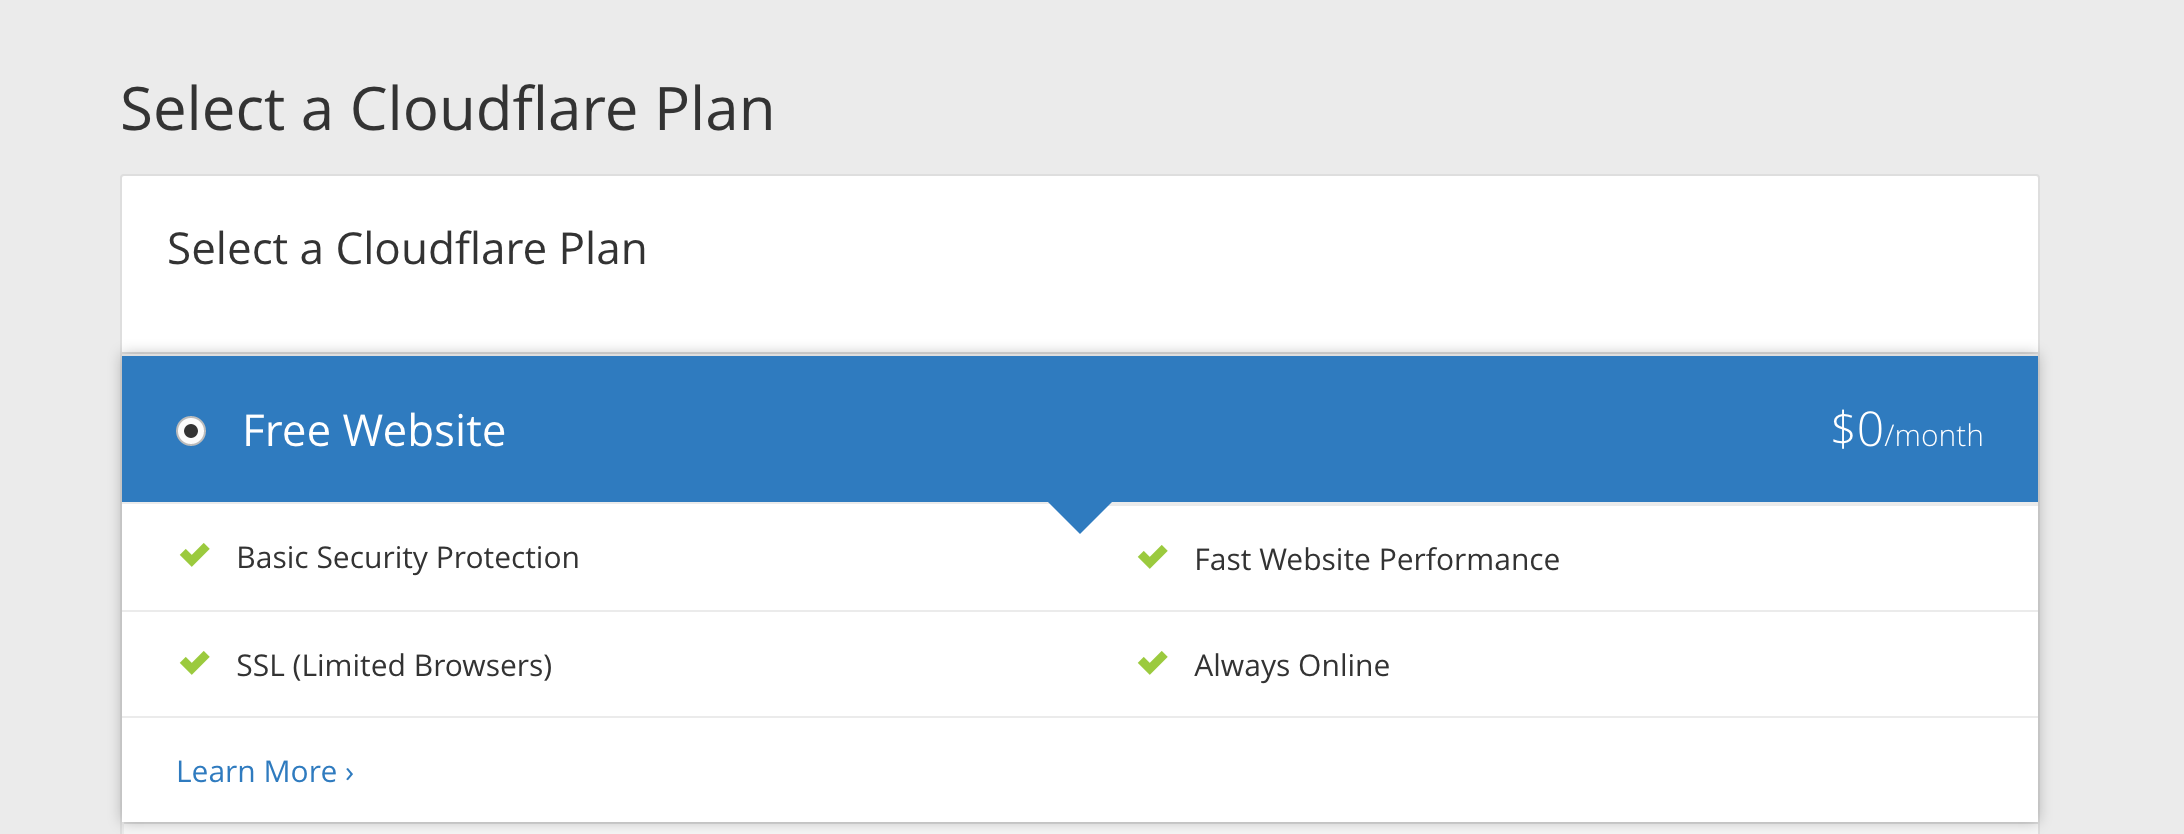 Select a Cloudflare Plan
Select a Cloudflare Plan
Free Website $0/month
Basic Security Protection Fast Website Performance
SSL (Limited Browsers) Always Online
Learn More ›